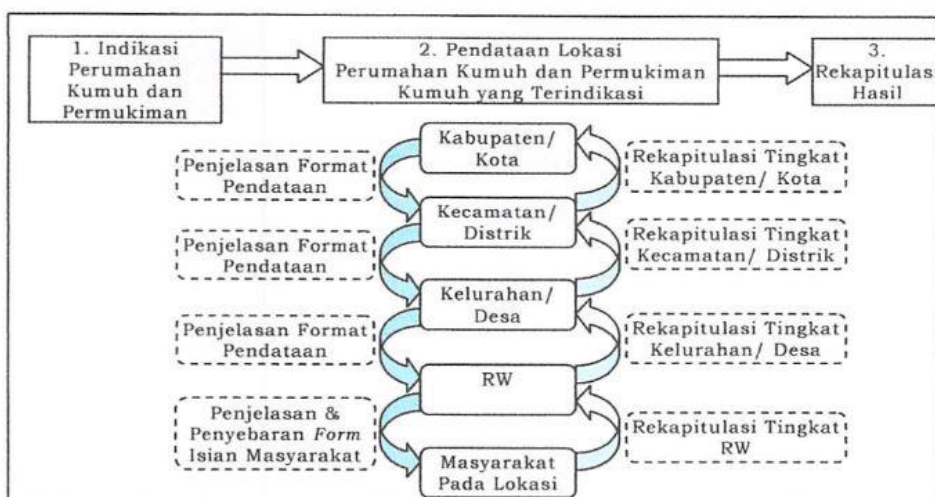 1. Indikasi
Perumahan
Kumuh dan
Permukiman
2. Pendataan Lokasi
Perumahan Kumuh dan Permukiman
Kumuh yang Terindikasi
3.
Rekapitulasi
Hasil
Kabupaten/
Kota
Penjelasan Format
Pendataan
Rekapitulasi Tingkat
Kabupaten/ Kota
Kecamatan/
Distrik
Penjelasan Format
Pendataan
Rekapitulasi Tingkat
Kecamatan/ Distrik
Kelurahan/
Desa
Penjelasan Format
Pendataan
Rekapitulasi Tingkat
Kelurahan/ Desa
RW
Penjelasan &
Penyebaran Form
Isian Masyarakat
Rekapitulasi Tingkat
RW
Masyarakat
Pada Lokasi